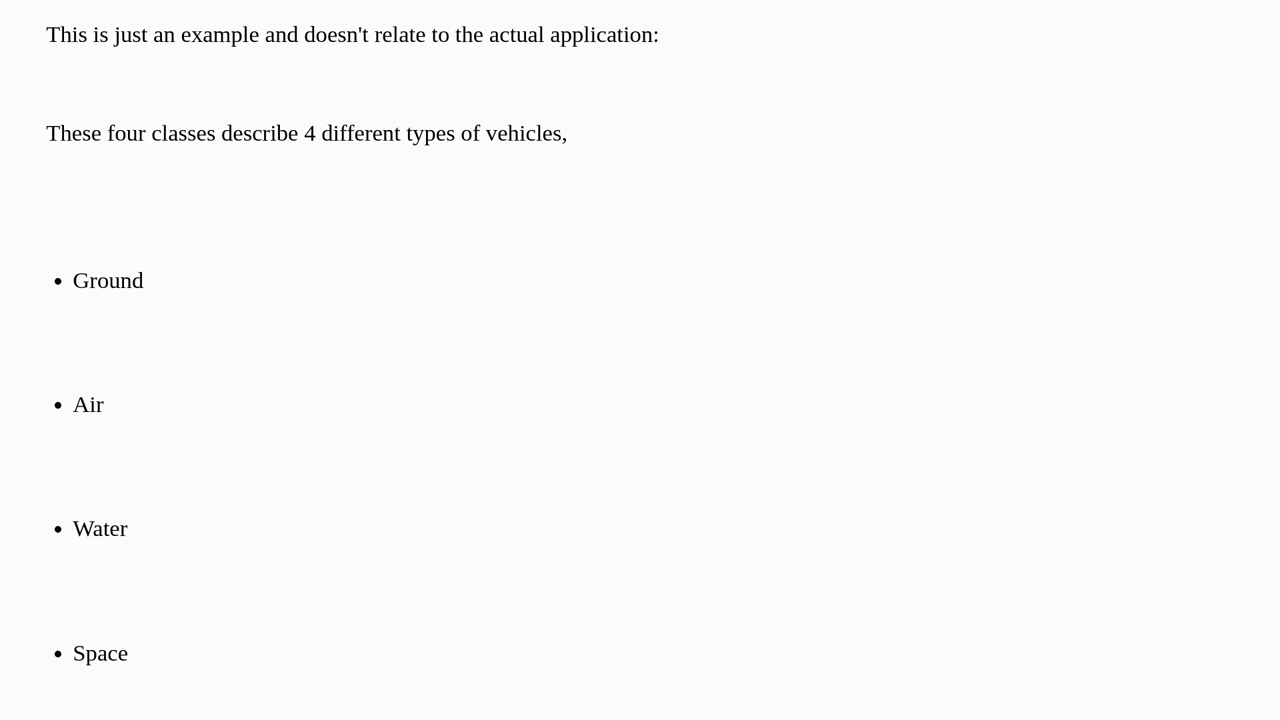 This is just an example and doesn't relate to the actual application:
These four classes describe 4 different types of vehicles,
• Ground
• Air
• Water
• Space